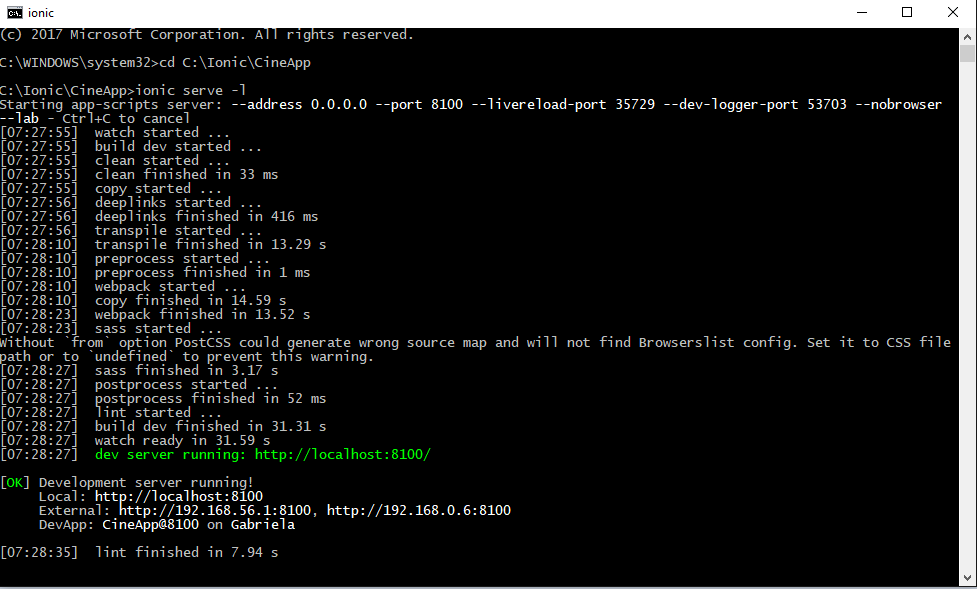 ionic
(c) 2017 Microsoft Corporation. All rights reserved.
C:\WINDOWS\system32>cd C:\Ionic\CineApp
C:\Ionic\CineApp>ionic serve -l
Starting app-scripts server: --address 0.0.0.0 --port 8100 --livereload-port 35729 --dev-logger-port 53703 --nobrowser
--lab - Ctrl+C to cancel
[07:27:55]  watch started ...
[07:27:55]  build dev started ...
[07:27:55]  clean started ...
[07:27:55]  clean finished in 33 ms
[07:27:55]  copy started ...
[07:27:56]  deeplinks started ...
[07:27:56]  deeplinks finished in 416 ms
[07:27:56]  transpile started ...
[07:28:10]  transpile finished in 13.29 s
[07:28:10]  preprocess started ...
[07:28:10]  preprocess finished in 1 ms
[07:28:10]  webpack started ...
[07:28:10]  copy finished in 14.59 s
[07:28:23]  webpack finished in 13.52 s
[07:28:23]  sass started ...
Without `from` option PostCSS could generate wrong source map and will not find Browserslist config. Set it to CSS file
path or to `undefined` to prevent this warning.
[07:28:27]  sass finished in 3.17 s
[07:28:27]  postprocess started ...
[07:28:27]  postprocess finished in 52 ms
[07:28:27]  lint started ...
[07:28:27]  build dev finished in 31.31 s
[07:28:27]  watch ready in 31.59 s
[07:28:27]  dev server running: http://localhost:8100/
[OK] Development server running!
Local: http://localhost:8100
External: http://192.168.56.1:8100, http://192.168.0.6:8100
DevApp: CineApp@8100 on Gabriela
[07:28:35]  lint finished in 7.94 s